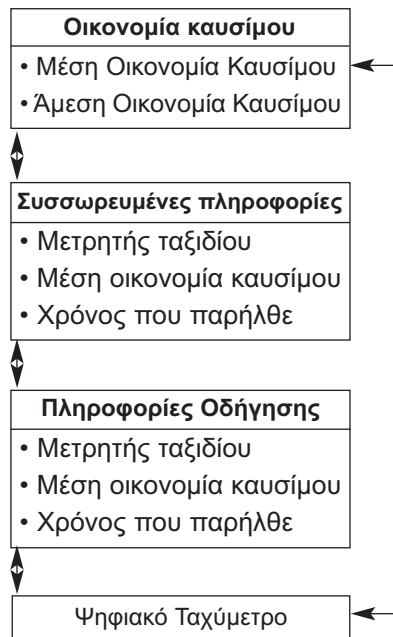 Οικονομία καυσίμου
• Μέση Οικονομία Καυσίμου
• Άμεση Οικονομία Καυσίμου
Συσσωρευμένες πληροφορίες
• Μετρητής ταξιδίου
• Μέση οικονομία καυσίμου
• Χρόνος που παρήλθε
Πληροφορίες Οδήγησης
• Μετρητής ταξιδίου
• Μέση οικονομία καυσίμου
• Χρόνος που παρήλθε
Ψηφιακό Ταχύμετρο